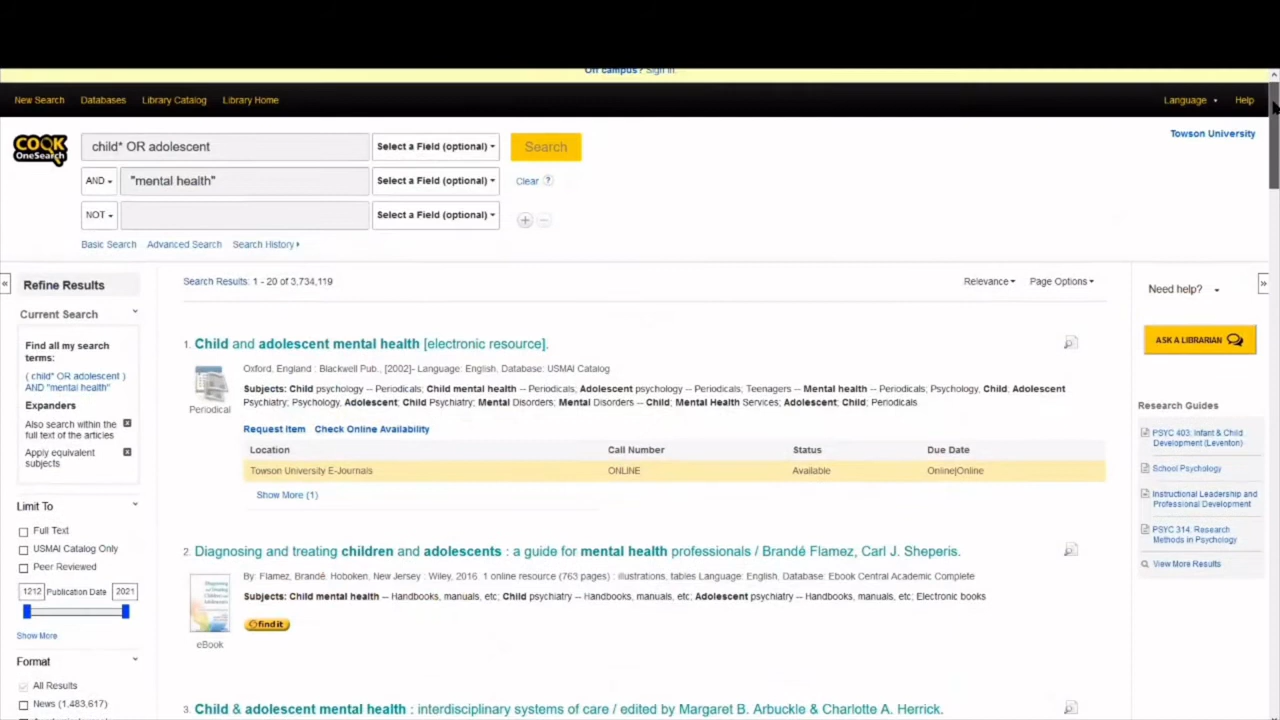 Off campus? Sign in.
New Search Databases Library Catalog Library Home Language Help
Towson University
COOK OneSearch
child* OR adolescent Select a Field (optional) Search
AND "mental health" Select a Field (optional) Clear ?
NOT Select a Field (optional)
Basic Search Advanced Search Search History
Refine Results
Current Search
Find all my search
terms:
( child* OR adolescent )
AND "mental health"
Expanders
Also search within the
full text of the articles
Apply equivalent
subjects
Limit To
Full Text
USMAI Catalog Only
Peer Reviewed
1212 Publication Date 2021
Show More
Format
All Results
News (1,483,617)
Search Results: 1 - 20 of 3,734,119 Relevance Page Options
1. Child and adolescent mental health [electronic resource].
Oxford, England : Blackwell Pub., [2002]- Language: English, Database: USMAI Catalog
Subjects: Child psychology -- Periodicals; Child mental health -- Periodicals; Adolescent psychology -- Periodicals; Teenagers -- Mental health -- Periodicals; Psychology, Child; Adolescent
Psychiatry; Psychology, Adolescent; Child Psychiatry; Mental Disorders; Mental Disorders -- Child; Mental Health Services; Adolescent; Child; Periodicals
Periodical
Request Item Check Online Availability
Location Call Number Status Due Date
Towson University E-Journals ONLINE Available Online|Online
Show More (1)
2. Diagnosing and treating children and adolescents : a guide for mental health professionals / Brandé Flamez, Carl J. Sheperis.
By: Flamez, Brandé. Hoboken, New Jersey : Wiley, 2016. 1 online resource (763 pages) : illustrations, tables Language: English, Database: Ebook Central Academic Complete
Subjects: Child mental health -- Handbooks, manuals, etc; Child psychiatry -- Handbooks, manuals, etc; Adolescent psychiatry -- Handbooks, manuals, etc; Electronic books
find it
eBook
3. Child & adolescent mental health : interdisciplinary systems of care / edited by Margaret B. Arbuckle & Charlotte A. Herrick.
Need help?
ASK A LIBRARIAN
Research Guides
PSYC 403: Infant & Child
Development (Leventon)
School Psychology
Instructional Leadership and
Professional Development
PSYC 314. Research
Methods in Psychology
View More Results